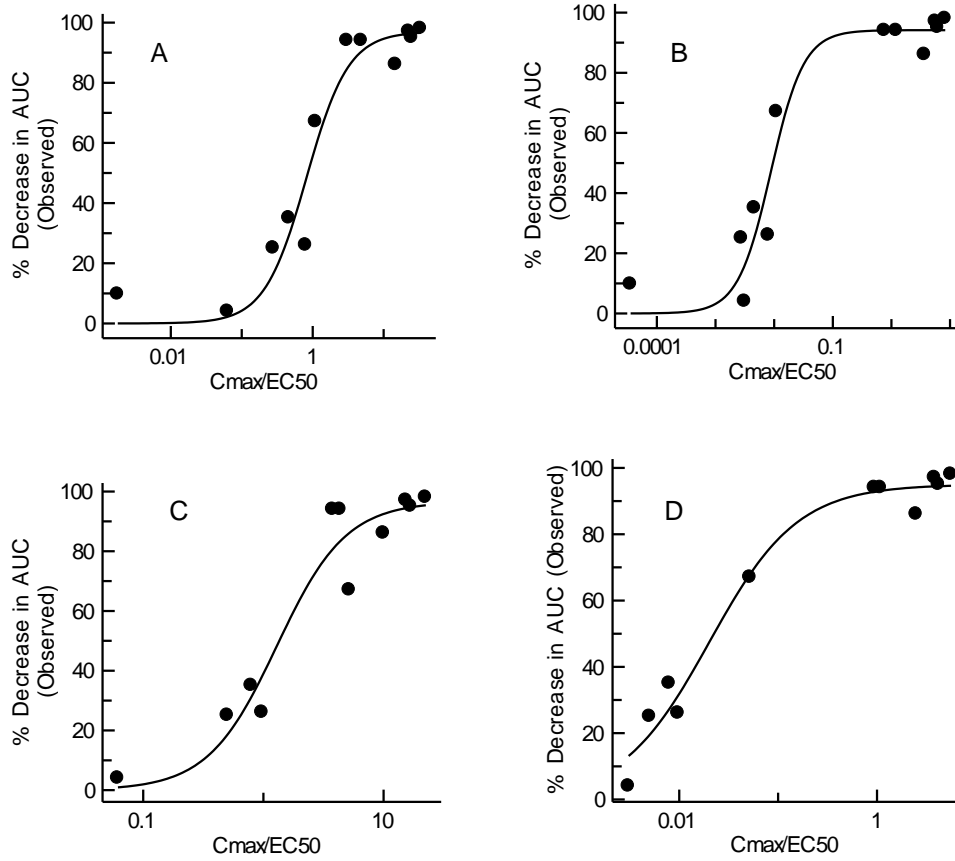 A
% Decrease in AUC
(Observed)
100
80
60
40
20
0
0.01 1
Cmax/EC50
B
% Decrease in AUC
(Observed)
100
80
60
40
20
0
0.0001 0.1
Cmax/EC50
C
% Decrease in AUC
(Observed)
100
80
60
40
20
0
0.1 1 10
Cmax/EC50
D
% Decrease in AUC (Observed)
100
80
60
40
20
0
0.01 1
Cmax/EC50